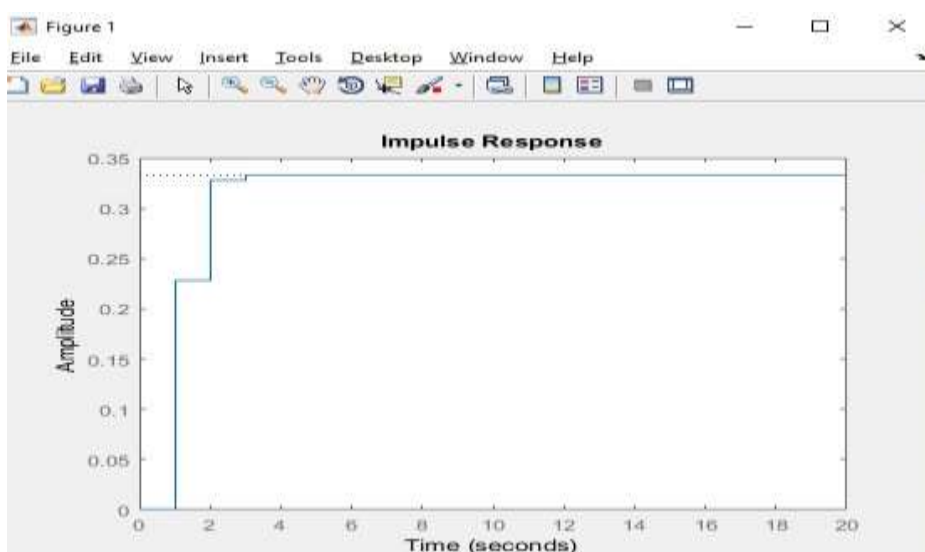 Figure 1
File Edit View Insert Tools Desktop Window Help
Impulse Response
0.35
0.3
0.25
0.2
0.15
0.1
0.05
0
Amplitude
0 2 4 6 8 10 12 14 16 18 20
Time (seconds)